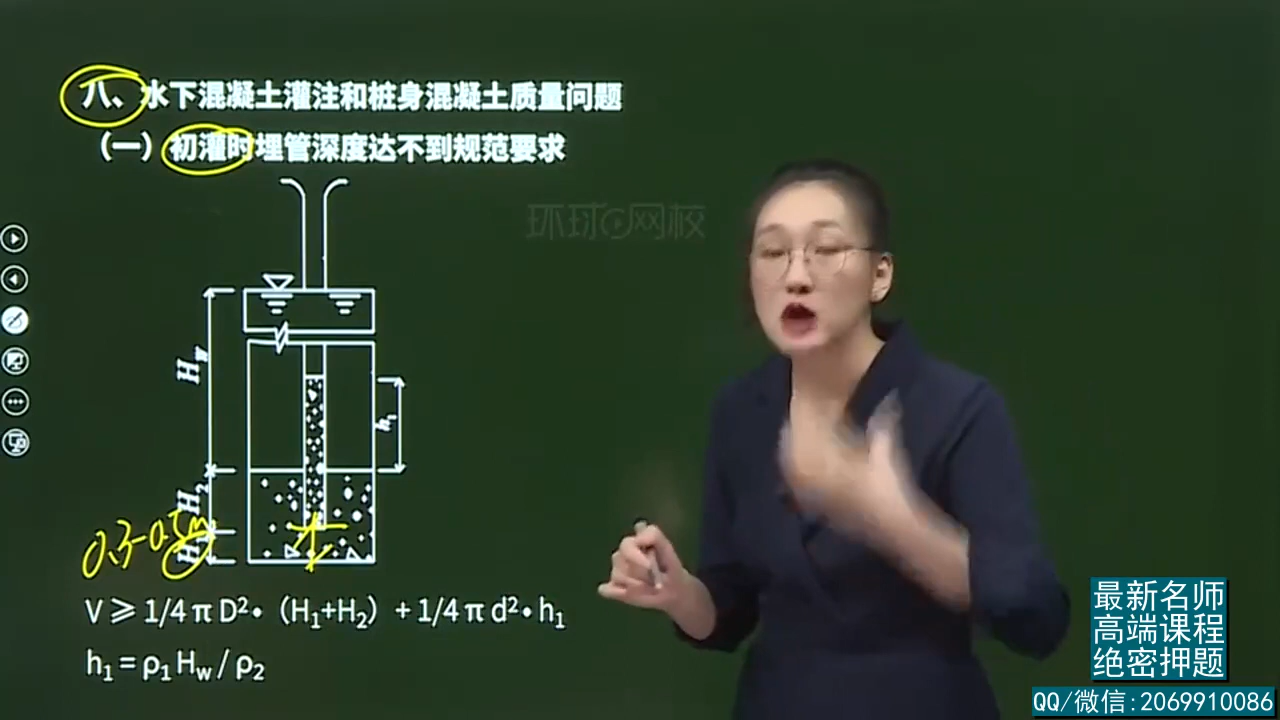 八、水下混凝土灌注和桩身混凝土质量问题
（一）初灌时埋管深度达不到规范要求
环球网校
H_W
h₁
H₂
0.3-0.5m
V ≥ 1/4 π D²•（H₁+H₂）+ 1/4 π d²• h₁
h₁ = ρ₁ H_W / ρ₂
最新名师
高端课程
绝密押题
QQ/微信:2069910086